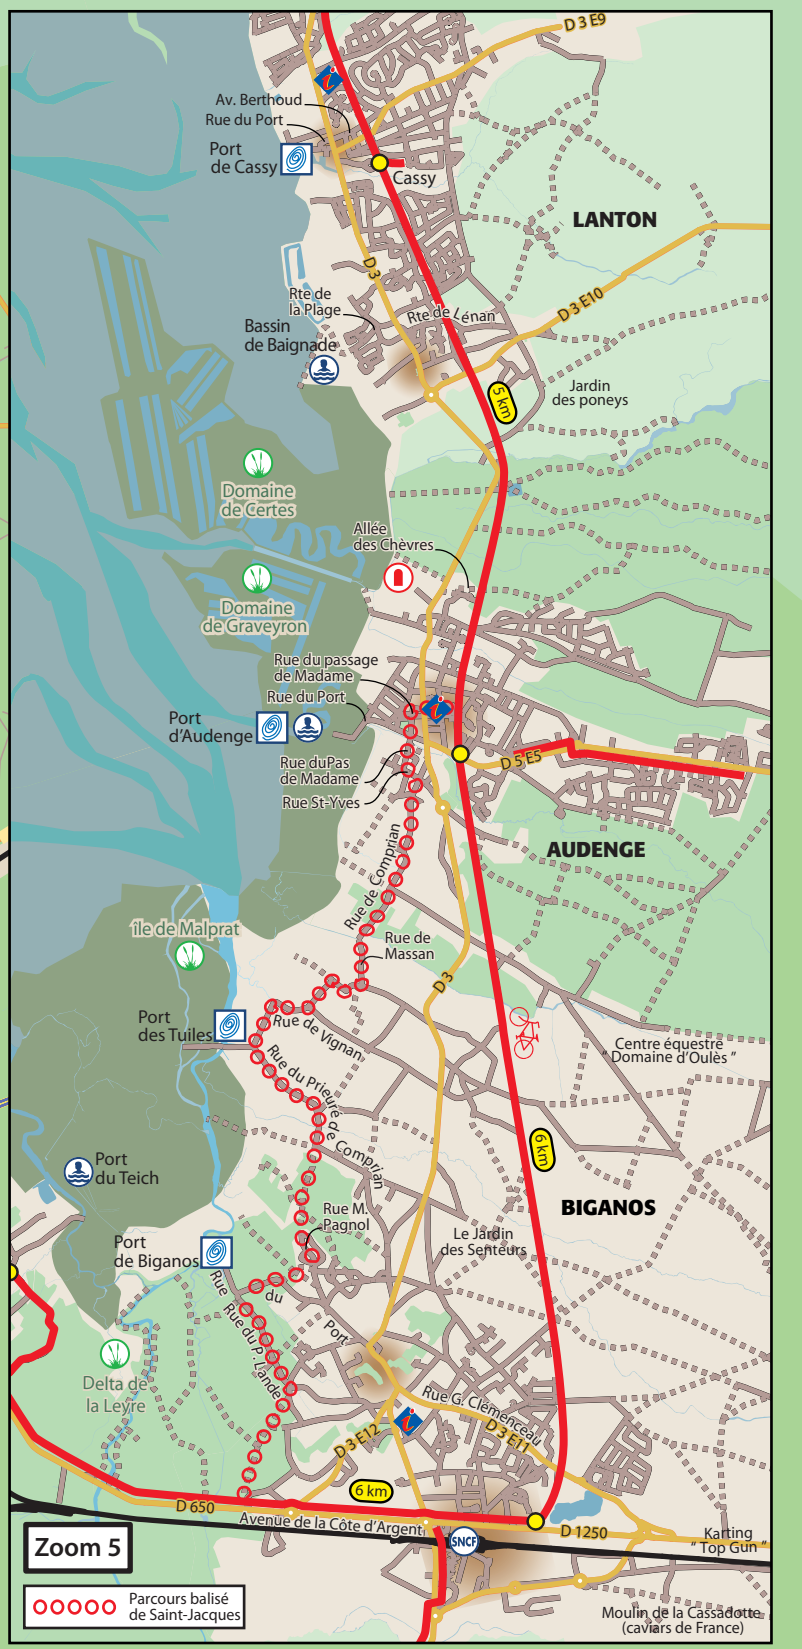 D 3 E9
Av. Berthoud
Rue du Port
Port
de Cassy
Cassy
LANTON
D 3
D 3 E10
Rte de
la Plage
Rte de Lénan
Bassin
de Baignade
5 km
Jardin
des poneys
Domaine
de Certes
Allée
des Chèvres
Domaine
de Graveyron
Rue du passage
de Madame
Rue du Port
Port
d'Audenge
Rue duPas
de Madame
Rue St-Yves
D 5 E5
AUDENGE
Rue de Comprian
île de Malprat
Rue de
Massan
D 3
Port
des Tuiles
Rue de Vignan
Centre équestre
" Domaine d'Oulès "
Rue du Prieuré de Comprian
6 km
Port
du Teich
BIGANOS
Rue M.
Pagnol
Le Jardin
des Senteurs
Port
de Biganos
Rue
du
Port
Rue du P. Lande
Delta de
la Leyre
Rue G. Clémenceau
D 3 E11
D 3 E12
6 km
D 650
Avenue de la Côte d'Argent
D 1250
SNCF
Karting
" Top Gun "
Zoom 5
Parcours balisé
de Saint-Jacques
Moulin de la Cassadotte
(caviars de France)